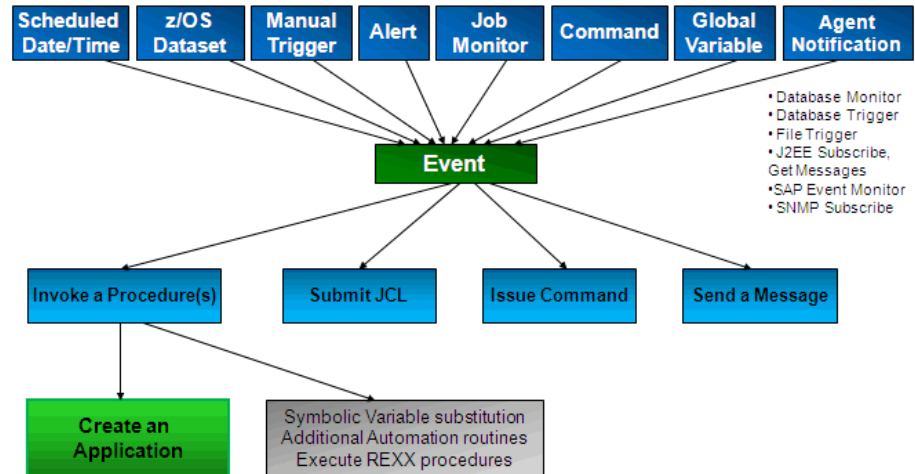 Scheduled
Date/Time
z/OS
Dataset
Manual
Trigger
Alert
Job
Monitor
Command
Global
Variable
Agent
Notification
• Database Monitor
• Database Trigger
• File Trigger
• J2EE Subscribe,
Get Messages
•SAP Event Monitor
• SNMP Subscribe
Event
Invoke a Procedure(s)
Submit JCL
Issue Command
Send a Message
Create an
Application
Symbolic Variable substitution
Additional Automation routines
Execute REXX procedures